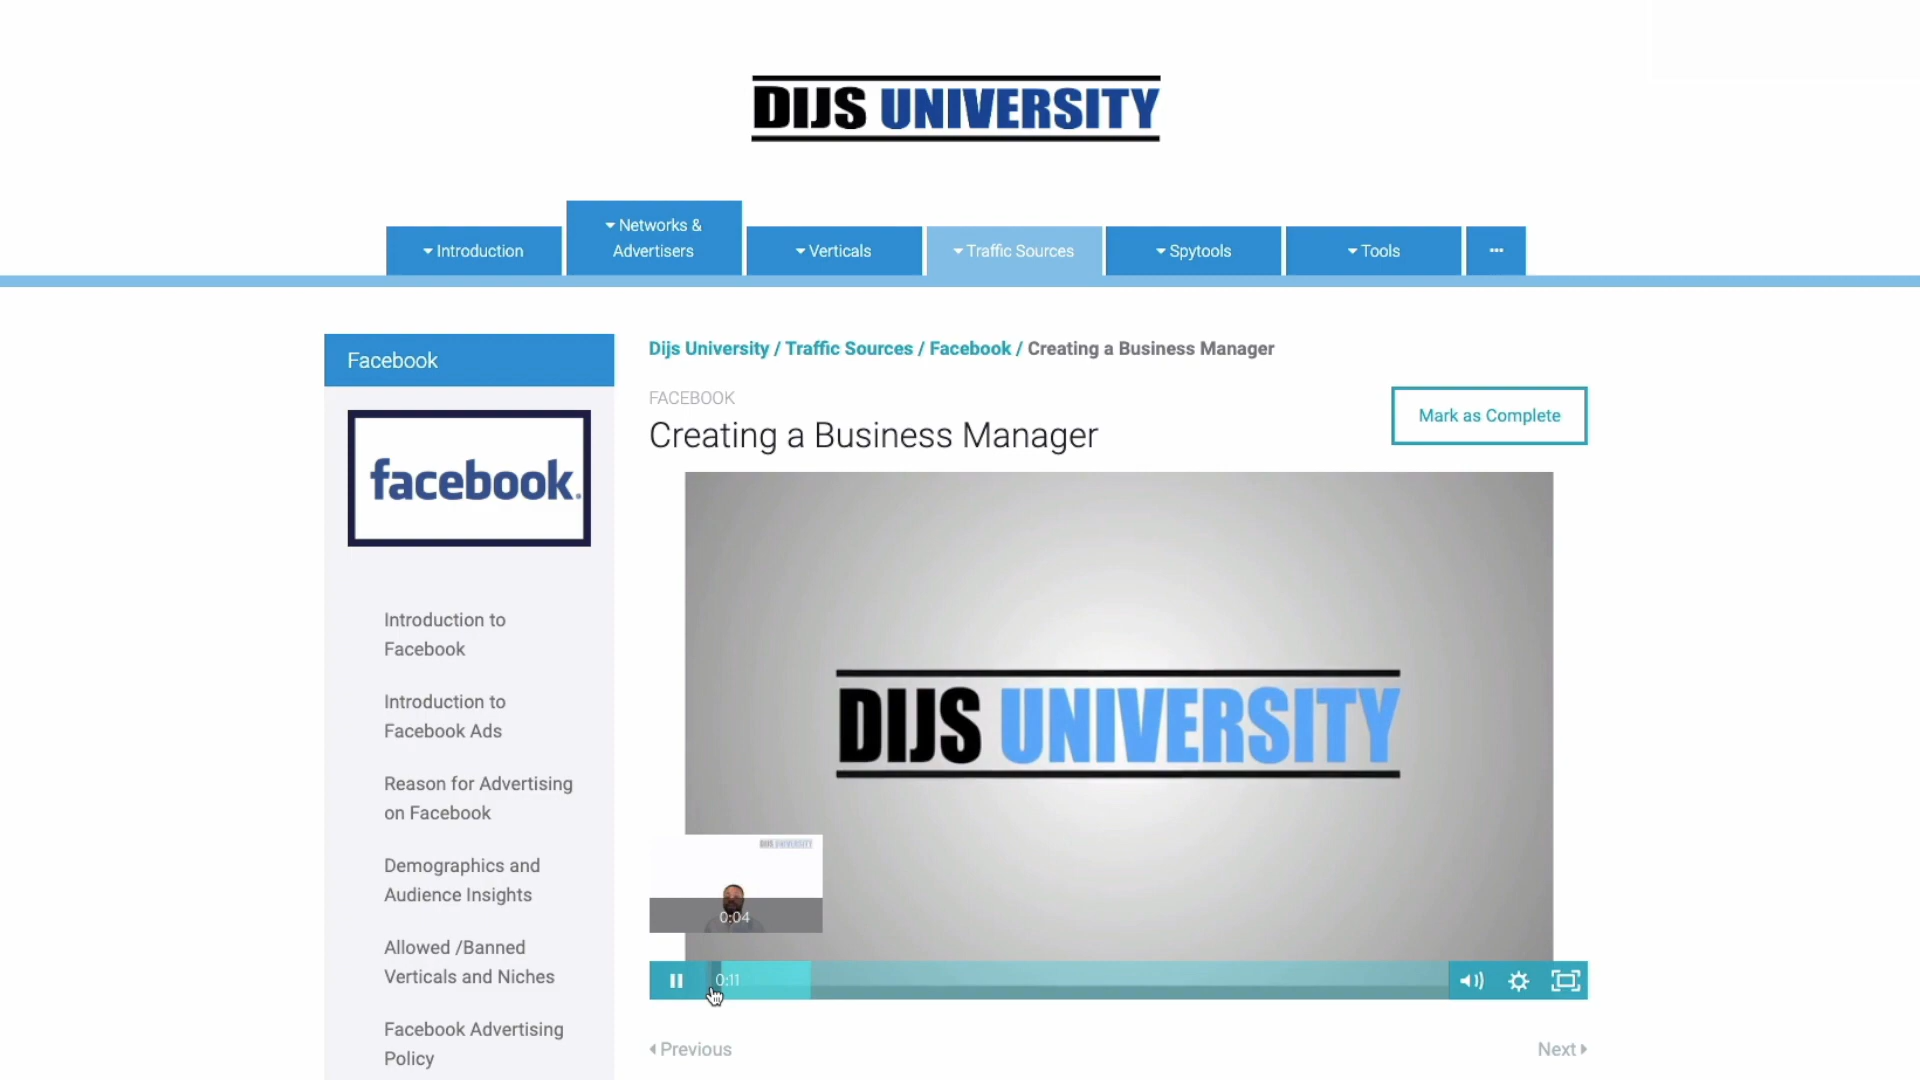 DIJS UNIVERSITY
Introduction
Networks &
Advertisers
Verticals
Traffic Sources
Spytools
Tools
...
Facebook
facebook.
Introduction to
Facebook
Introduction to
Facebook Ads
Reason for Advertising
on Facebook
Demographics and
Audience Insights
Allowed /Banned
Verticals and Niches
Facebook Advertising
Policy
Dijs University / Traffic Sources / Facebook / Creating a Business Manager
FACEBOOK
Creating a Business Manager
Mark as Complete
DIJS UNIVERSITY
DIJS UNIVERSITY
0:04
0:11
Previous
Next